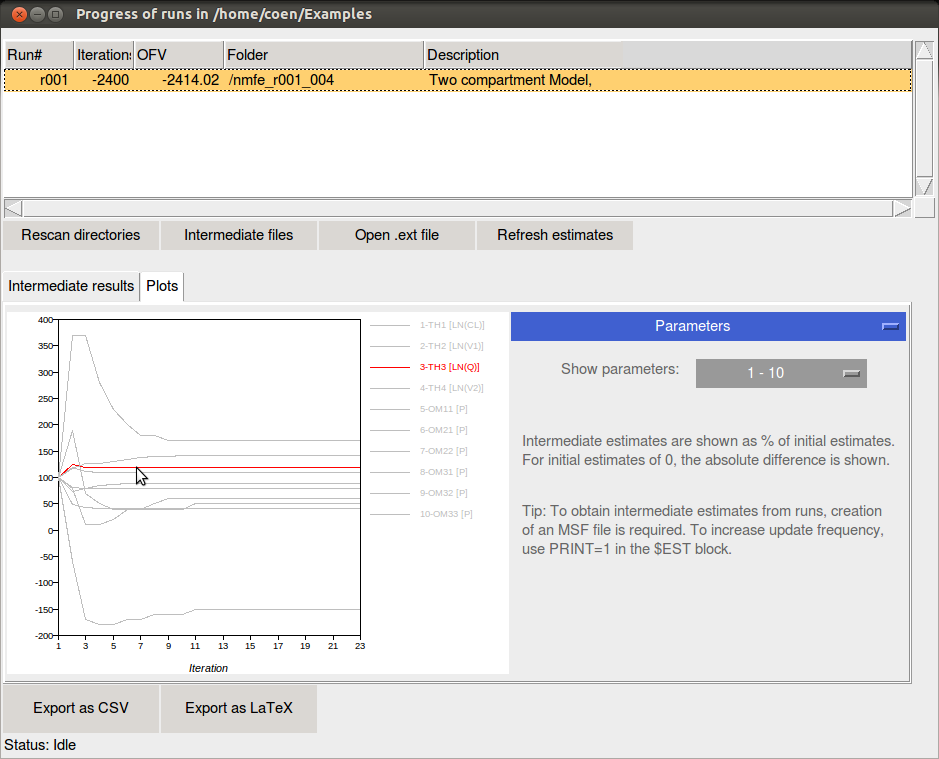 Progress of runs in /home/coen/Examples
Run# Iterations OFV Folder Description
r001 -2400 -2414.02 /nmfe_r001_004 Two compartment Model,
Rescan directories Intermediate files Open .ext file Refresh estimates
Intermediate results Plots
400
350
300
250
200
150
100
50
0
-50
-100
-150
-200
1 3 5 7 9 11 13 15 17 19 21 23
Iteration
1-TH1 [LN(CL)]
2-TH2 [LN(V1)]
3-TH3 [LN(Q)]
4-TH4 [LN(V2)]
5-OM11 [P]
6-OM21 [P]
7-OM22 [P]
8-OM31 [P]
9-OM32 [P]
10-OM33 [P]
Parameters
Show parameters: 1 - 10
Intermediate estimates are shown as % of initial estimates.
For initial estimates of 0, the absolute difference is shown.
Tip: To obtain intermediate estimates from runs, creation
of an MSF file is required. To increase update frequency,
use PRINT=1 in the $EST block.
Export as CSV Export as LaTeX
Status: Idle